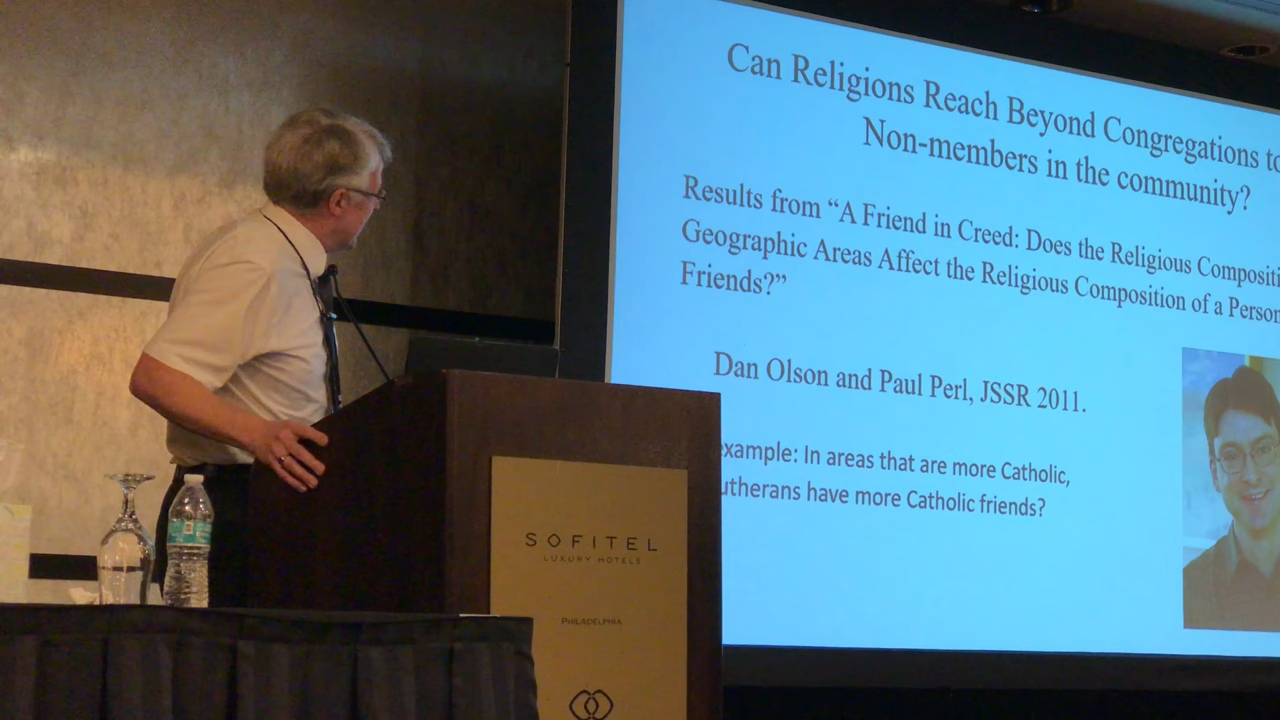 Can Religions Reach Beyond Congregations to
Non-members in the community?
Results from “A Friend in Creed: Does the Religious Compositi
Geographic Areas Affect the Religious Composition of a Person
Friends?”
Dan Olson and Paul Perl, JSSR 2011.
example: In areas that are more Catholic,
utherans have more Catholic friends?
SOFITEL
LUXURY HOTELS
PHILADELPHIA